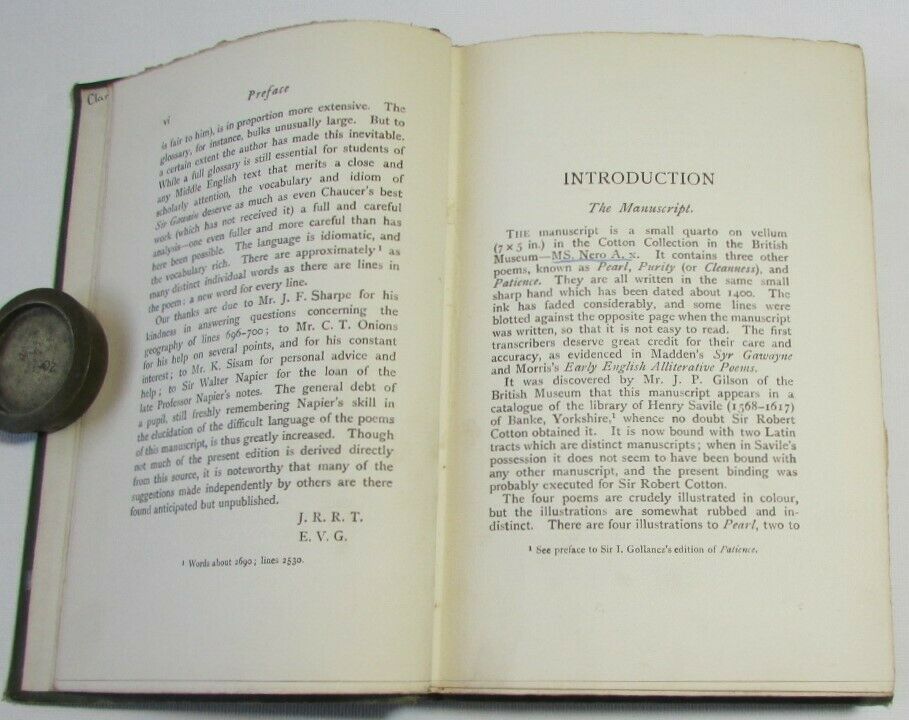 Clar
Preface
vi
is fair to him), is in proportion more extensive. The
glossary, for instance, bulks unusually large. But to
a certain extent the author has made this inevitable.
While a full glossary is still essential for students of
any Middle English text that merits a close and
scholarly attention, the vocabulary and idiom of
Sir Gawain deserve as much as even Chaucer's best
work (which has not received it) a full and careful
analysis—one even fuller and more careful than has
here been possible. The language is idiomatic, and
the vocabulary rich. There are approximately¹ as
many distinct individual words as there are lines in
the poem: a new word for every line.
Our thanks are due to Mr. J. F. Sharpe for his
kindness in answering questions concerning the
geography of lines 696-700; to Mr. C. T. Onions
for his help on several points, and for his constant
interest; to Mr. K. Sisam for personal advice and
help; to Sir Walter Napier for the loan of the
late Professor Napier's notes. The general debt of
a pupil, still freshly remembering Napier's skill in
the elucidation of the difficult language of the poems
of this manuscript, is thus greatly increased. Though
not much of the present edition is derived directly
from this source, it is noteworthy that many of the
suggestions made independently by others are there
found anticipated but unpublished.
J. R. R. T.
E. V. G.
¹ Words about 2690; lines 2530.
INTRODUCTION
The Manuscript.
THE manuscript is a small quarto on vellum
(7 × 5 in.) in the Cotton Collection in the British
Museum—MS. Nero A. x. It contains three other
poems, known as Pearl, Purity (or Cleanness), and
Patience. They are all written in the same small
sharp hand which has been dated about 1400. The
ink has faded considerably, and some lines were
blotted against the opposite page when the manuscript
was written, so that it is not easy to read. The first
transcribers deserve great credit for their care and
accuracy, as evidenced in Madden's Syr Gawayne
and Morris's Early English Alliterative Poems.
It was discovered by Mr. J. P. Gilson of the
British Museum that this manuscript appears in a
catalogue of the library of Henry Savile (1568-1617)
of Banke, Yorkshire,¹ whence no doubt Sir Robert
Cotton obtained it. It is now bound with two Latin
tracts which are distinct manuscripts; when in Savile's
possession it does not seem to have been bound with
any other manuscript, and the present binding was
probably executed for Sir Robert Cotton.
The four poems are crudely illustrated in colour,
but the illustrations are somewhat rubbed and in-
distinct. There are four illustrations to Pearl, two to
¹ See preface to Sir I. Gollancz's edition of Patience.